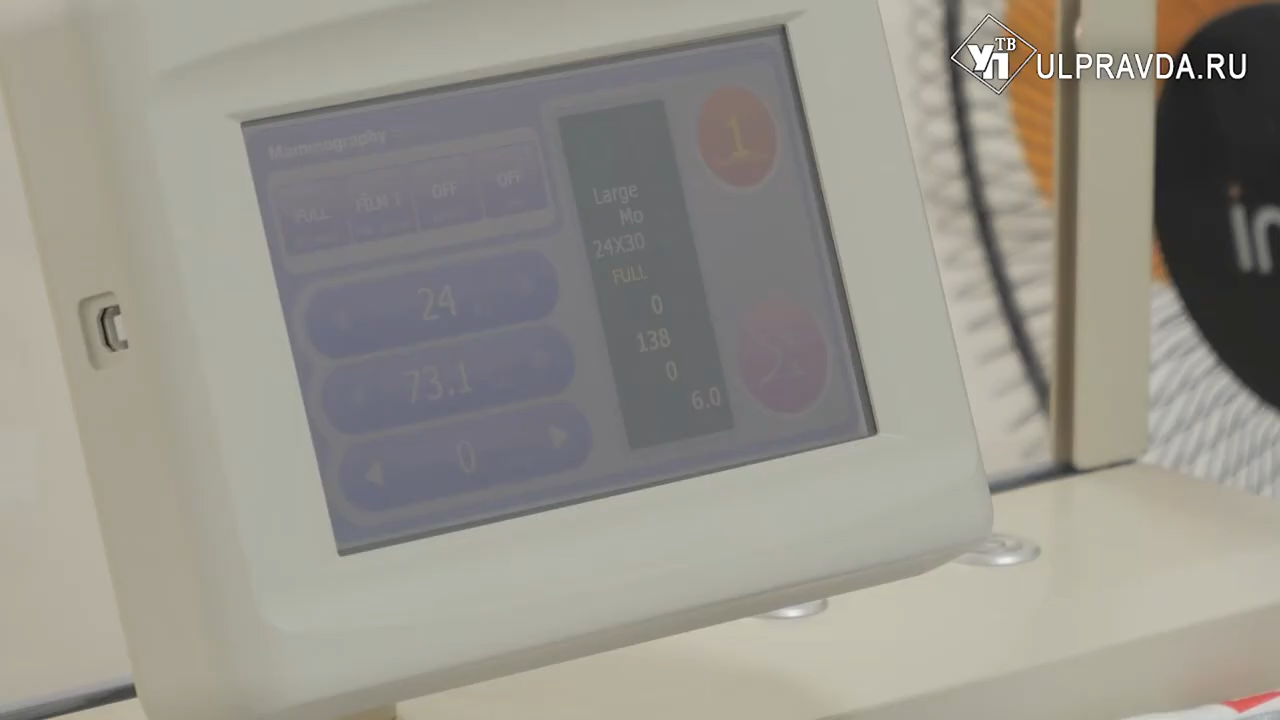 УП ТВ
ULPRAVDA.RU
Mammography
FULL
FILM 1
OFF
OFF
24
73.1
0
Large
Mo
24X30
FULL
0
138
0
6.0
1
in